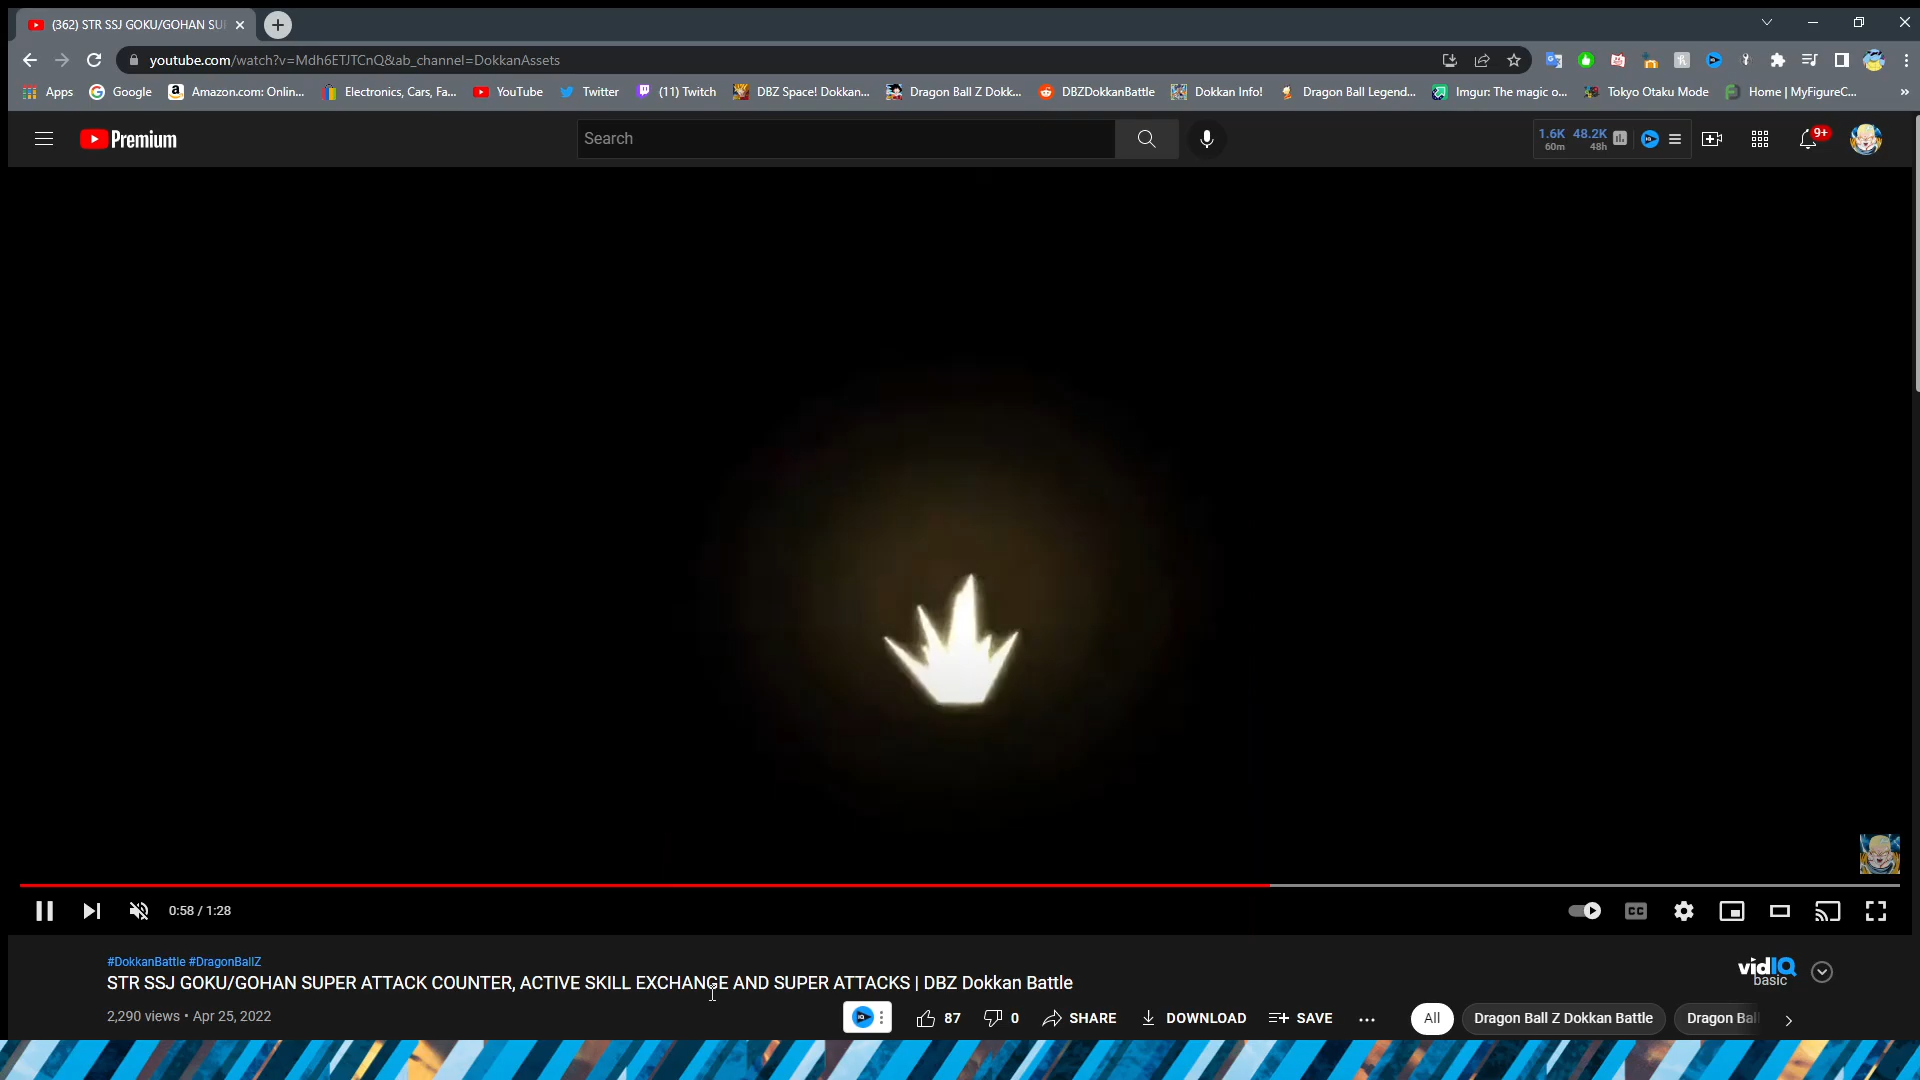 (362) STR SSJ GOKU/GOHAN SU
youtube.com/watch?v=Mdh6ETJTCnQ&ab_channel=DokkanAssets
Apps Google Amazon.com: Onlin... Electronics, Cars, Fa... YouTube Twitter (11) Twitch DBZ Space! Dokkan... Dragon Ball Z Dokk... DBZDokkanBattle Dokkan Info! Dragon Ball Legend... Imgur: The magic o... Tokyo Otaku Mode Home | MyFigureC... »
Premium Search 1.6K 48.2K 9+
60m 48h
0:58 / 1:28 CC
#DokkanBattle #DragonBallZ
STR SSJ GOKU/GOHAN SUPER ATTACK COUNTER, ACTIVE SKILL EXCHANGE AND SUPER ATTACKS | DBZ Dokkan Battle
vidIQ
basic
2,290 views • Apr 25, 2022
87 0 SHARE DOWNLOAD SAVE ... All Dragon Ball Z Dokkan Battle Dragon Bal